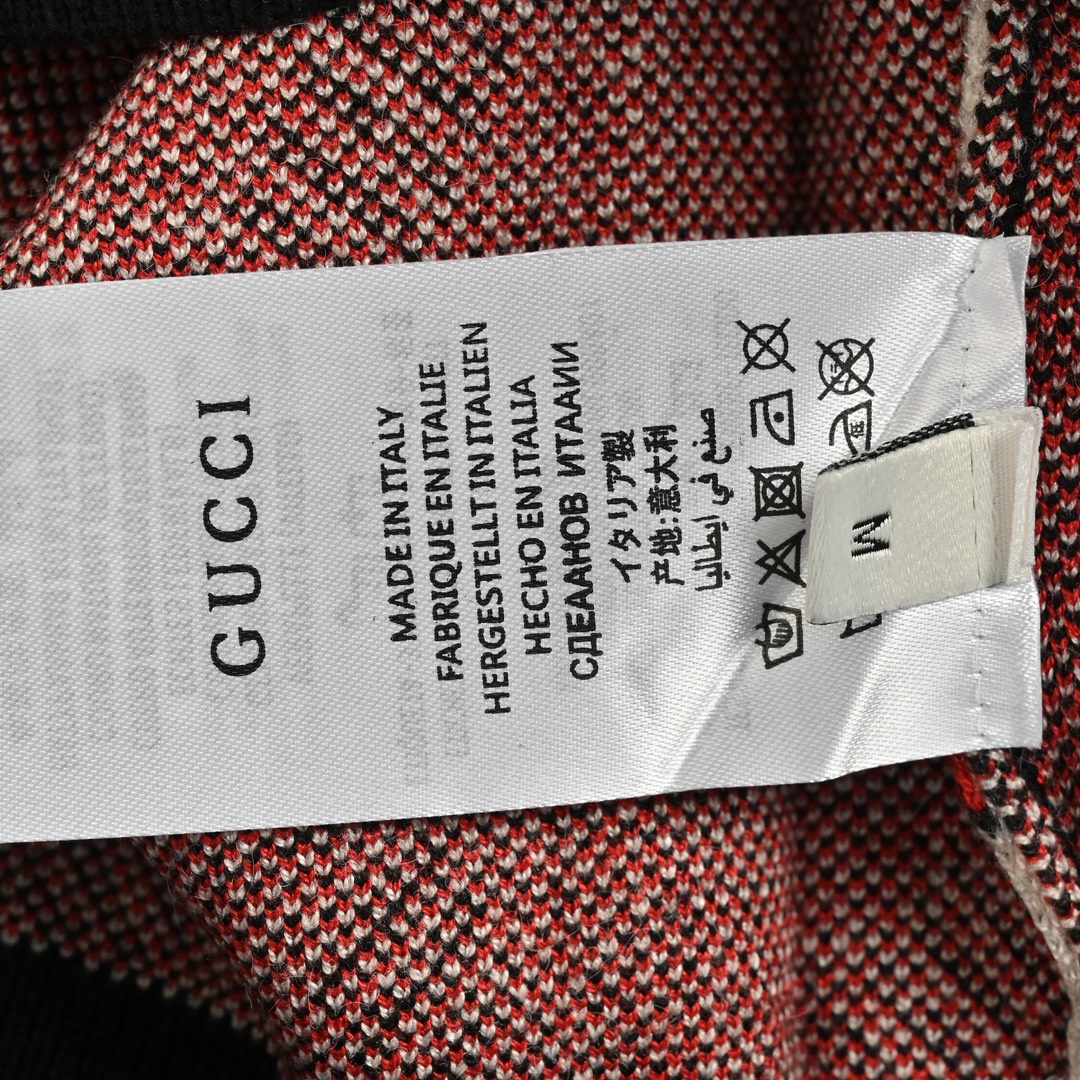 GUCCI
MADE IN ITALY
FABRIQUE EN ITALIE
HERGESTELLT IN ITALIEN
HECHO EN ITALIA
СДЕААНОВ ИТААИИ
イタリア製
产地:意大利
صنع في ايطاليا
M